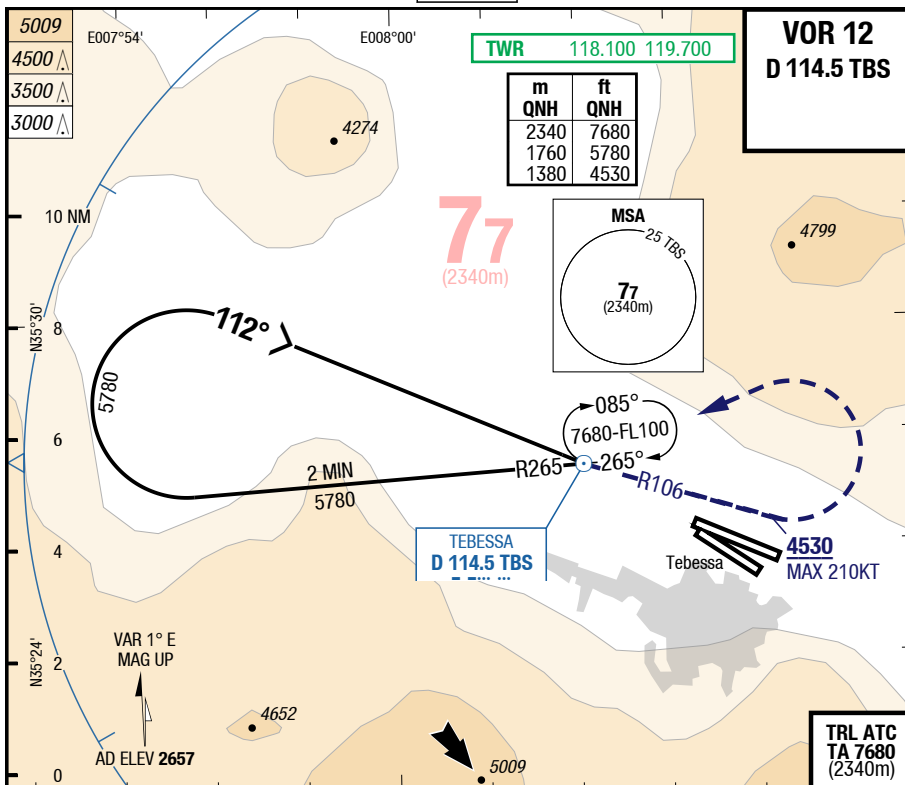 5009
4500
3500
3000
E007°54'
E008°00'
TWR 118.100 119.700
VOR 12
D 114.5 TBS
m ft
QNH QNH
2340 7680
1760 5780
1380 4530
4274
4799
10 NM
77
(2340m)
MSA
25 TBS
77
(2340m)
N35°30'
8
112°
5780
6
085°
7680-FL100
265°
R265
2 MIN
5780
R106
4530
MAX 210KT
Tebessa
TEBESSA
D 114.5 TBS
4
N35°24'
2
VAR 1° E
MAG UP
AD ELEV 2657
4652
5009
0
TRL ATC
TA 7680
(2340m)